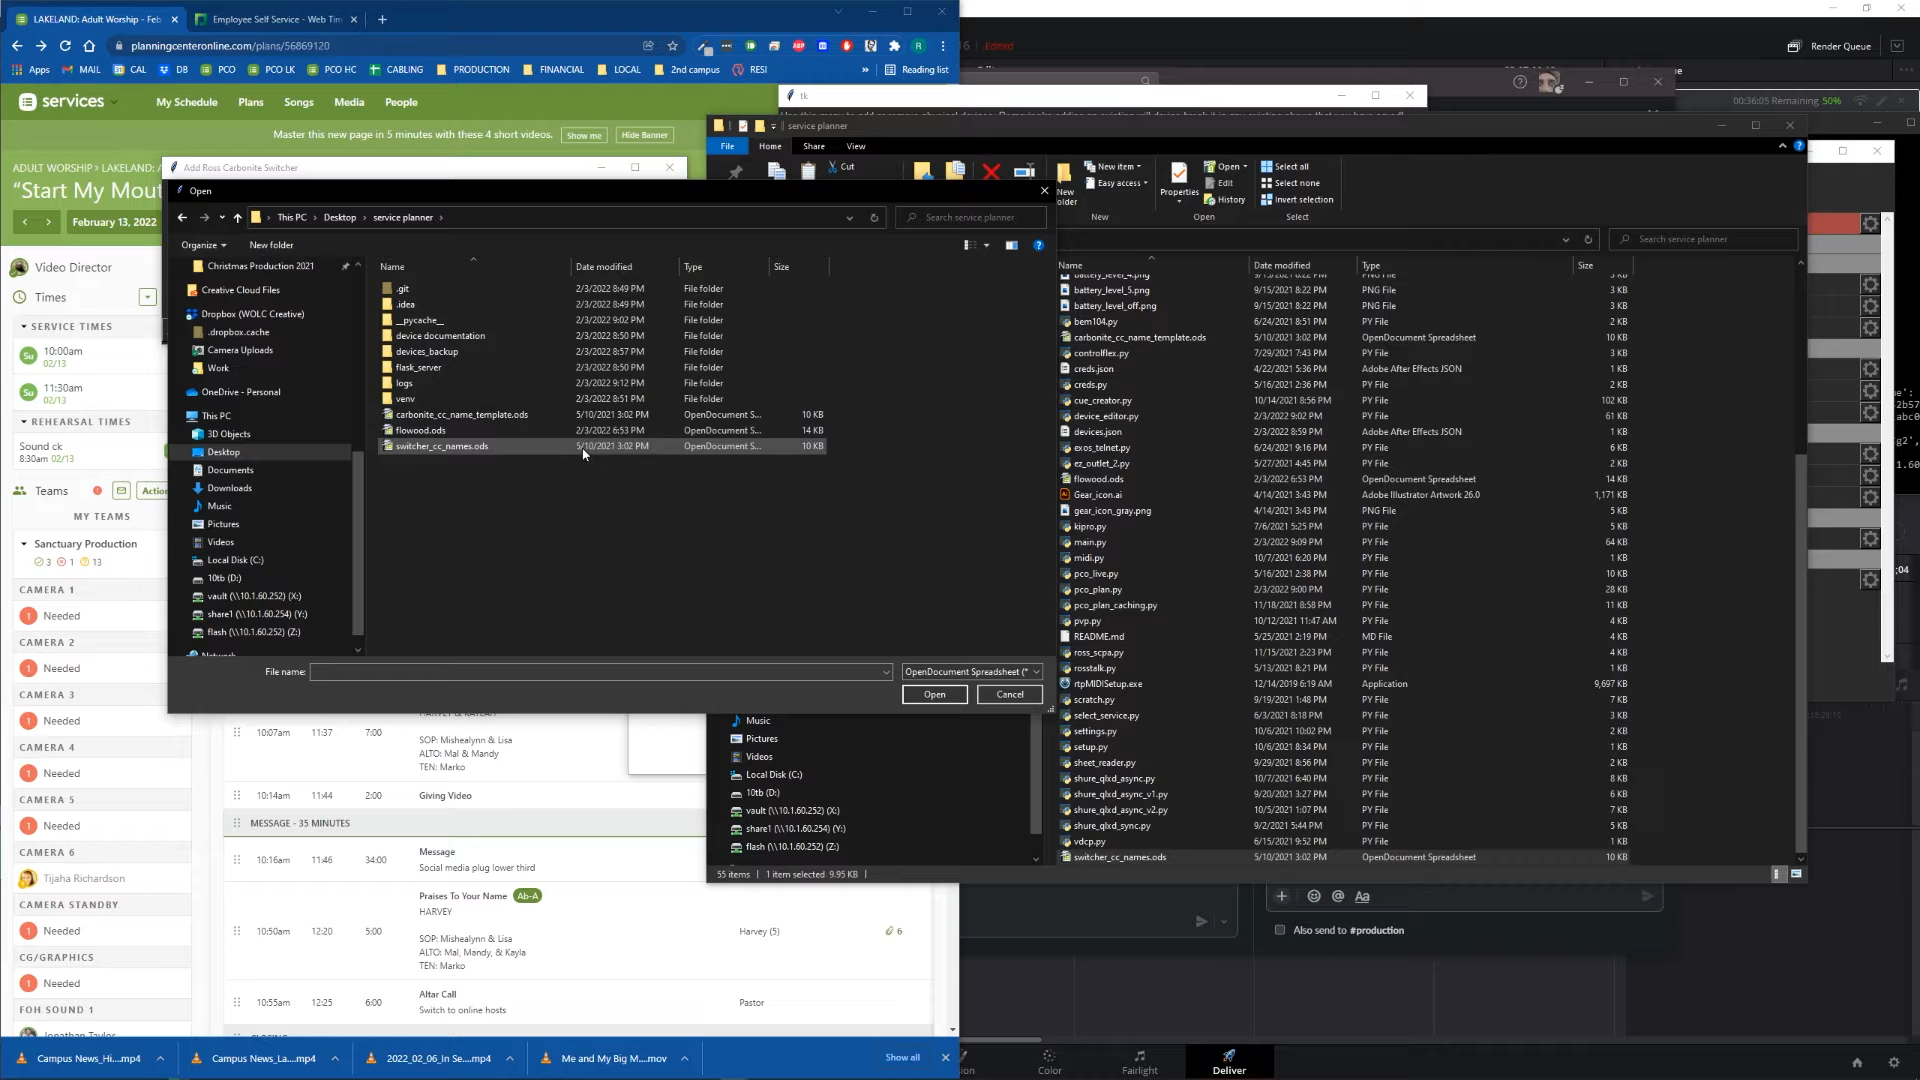 LAKELAND: Adult Worship - Feb
Employee Self Service - Web Tim
planningcenteronline.com/plans/56869120
Apps
MAIL
CAL
DB
PCO
PCO LK
PCO HC
CABLING
PRODUCTION
FINANCIAL
LOCAL
2nd campus
RESI
»
Reading list
services
My Schedule
Plans
Songs
Media
People
Master this new page in 5 minutes with these 4 short videos.
Show me
Hide Banner
ADULT WORSHIP › LAKELAND: A
"Start My Mout
February 13, 2022
Video Director
Times
SERVICE TIMES
Su
10:00am
02/13
Su
11:30am
02/13
REHEARSAL TIMES
Sound ck
8:30am 02/13
Teams
Action
MY TEAMS
Sanctuary Production
3 1 13
CAMERA 1
1 Needed
CAMERA 2
1 Needed
CAMERA 3
1 Needed
CAMERA 4
1 Needed
CAMERA 5
1 Needed
CAMERA 6
Tijaha Richardson
CAMERA STANDBY
1 Needed
CG/GRAPHICS
1 Needed
FOH SOUND 1
Jonathan Taylor
Add Ross Carbonite Switcher
Open
This PC › Desktop › service planner ›
Search service planner
Organize
New folder
Christmas Production 2021
Creative Cloud Files
Dropbox (WOLC Creative)
.dropbox.cache
Camera Uploads
Work
OneDrive - Personal
This PC
3D Objects
Desktop
Documents
Downloads
Music
Pictures
Videos
Local Disk (C:)
10tb (D:)
vault (\\10.1.60.252) (X:)
share1 (\\10.1.60.254) (Y:)
flash (\\10.1.60.252) (Z:)
Network
Name
Date modified
Type
Size
.git 2/3/2022 8:49 PM File folder
.idea 2/3/2022 8:49 PM File folder
__pycache__ 2/3/2022 9:02 PM File folder
device documentation 2/3/2022 8:50 PM File folder
devices_backup 2/3/2022 8:57 PM File folder
flask_server 2/3/2022 8:50 PM File folder
logs 2/3/2022 9:12 PM File folder
venv 2/3/2022 8:51 PM File folder
carbonite_cc_name_template.ods 5/10/2021 3:02 PM OpenDocument S... 10 KB
flowood.ods 2/3/2022 6:53 PM OpenDocument S... 14 KB
switcher_cc_names.ods 5/10/2021 3:02 PM OpenDocument S... 10 KB
File name:
OpenDocument Spreadsheet (*
Open
Cancel
10:07am 11:37 7:00
SOP: Mishealynn & Lisa
ALTO: Mal & Mandy
TEN: Marko
10:14am 11:44 2:00 Giving Video
MESSAGE - 35 MINUTES
10:16am 11:46 34:00 Message
Social media plug lower third
Praises To Your Name Ab-A
HARVEY
10:50am 12:20 5:00
SOP: Mishealynn & Lisa
ALTO: Mal, Mandy, & Kayla
TEN: Marko
Harvey (5)
6
10:55am 12:25 6:00 Altar Call
Switch to online hosts
Pastor
Campus News_Hi....mp4
Campus News_La....mp4
2022_02_06_In Se....mp4
Me and My Big M....mov
Show all
tk
service planner
File
Home
Share
View
Cut
New item
Easy access
New
Properties
Open
Edit
History
Open
Select all
Select none
Invert selection
Select
Search service planner
Name
Date modified
Type
Size
battery_level_4.png 9/15/2021 8:22 PM PNG File 3 KB
battery_level_5.png 9/15/2021 8:22 PM PNG File 3 KB
battery_level_off.png 9/15/2021 8:22 PM PNG File 3 KB
bem104.py 6/24/2021 8:51 PM PY File 2 KB
carbonite_cc_name_template.ods 5/10/2021 3:02 PM OpenDocument Spreadsheet 10 KB
controlflex.py 7/29/2021 7:43 PM PY File 3 KB
creds.json 4/22/2021 5:36 PM Adobe After Effects JSON 1 KB
creds.py 5/16/2021 2:36 PM PY File 2 KB
cue_creator.py 10/14/2021 8:56 PM PY File 102 KB
device_editor.py 2/3/2022 9:02 PM PY File 61 KB
devices.json 2/3/2022 8:59 PM Adobe After Effects JSON 1 KB
exos_telnet.py 6/24/2021 9:16 PM PY File 2 KB
ez_outlet_2.py 5/27/2021 4:45 PM PY File 2 KB
flowood.ods 2/3/2022 6:53 PM OpenDocument Spreadsheet 14 KB
Gear_icon.ai 4/14/2021 3:43 PM Adobe Illustrator Artwork 26.0 1,171 KB
gear_icon_gray.png 4/14/2021 3:43 PM PNG File 5 KB
kipro.py 7/6/2021 5:25 PM PY File 5 KB
main.py 2/3/2022 9:09 PM PY File 64 KB
midi.py 10/7/2021 6:20 PM PY File 1 KB
pco_live.py 5/16/2021 2:38 PM PY File 10 KB
pco_plan.py 2/3/2022 9:00 PM PY File 28 KB
pco_plan_caching.py 11/18/2021 8:58 PM PY File 11 KB
pvp.py 10/12/2021 11:47 AM PY File 4 KB
README.md 5/25/2021 2:19 PM MD File 4 KB
ross_scpa.py 11/15/2021 2:23 PM PY File 4 KB
rosstalk.py 5/13/2021 8:21 PM PY File 1 KB
rtpMIDISetup.exe 12/14/2019 6:19 AM Application 9,697 KB
scratch.py 9/19/2021 1:48 PM PY File 7 KB
select_service.py 6/3/2021 8:18 PM PY File 3 KB
settings.py 10/6/2021 10:02 PM PY File 2 KB
setup.py 10/6/2021 8:34 PM PY File 1 KB
sheet_reader.py 9/29/2021 8:56 PM PY File 2 KB
shure_qlxd_async.py 10/7/2021 6:40 PM PY File 8 KB
shure_qlxd_async_v1.py 9/20/2021 3:27 PM PY File 6 KB
shure_qlxd_async_v2.py 10/5/2021 1:07 PM PY File 7 KB
shure_qlxd_sync.py 9/2/2021 5:44 PM PY File 5 KB
vdcp.py 6/15/2021 9:52 PM PY File 1 KB
switcher_cc_names.ods 5/10/2021 3:02 PM OpenDocument Spreadsheet 10 KB
Music
Pictures
Videos
Local Disk (C:)
10tb (D:)
vault (\\10.1.60.252) (X:)
share1 (\\10.1.60.254) (Y:)
flash (\\10.1.60.252) (Z:)
55 items
1 item selected 9.95 KB
Edited
Render Queue
00:36:05 Remaining 50%
Also send to #production
Color
Fairlight
Deliver